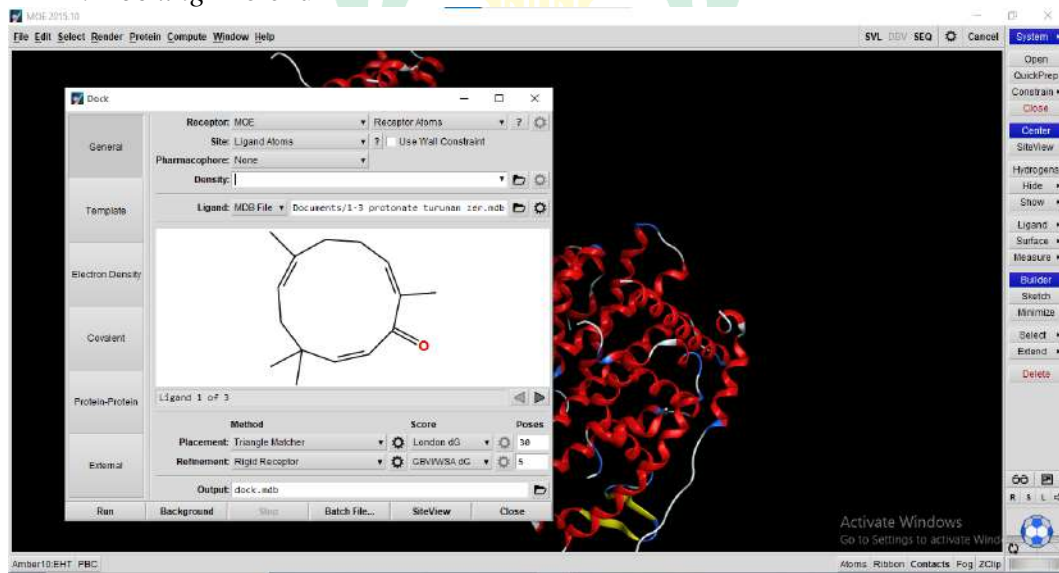 MOE 2015.10
File Edit Select Render Protein Compute Window Help
SVL DBV SEQ Cancel
System
Open
QuickPrep
Constrain
Close
Center
SiteView
Hydrogens
Hide
Show
Ligand
Surface
Measure
Builder
Sketch
Minimize
Select
Extend
Delete
R S L
Dock
General
Template
Electron Density
Covalent
Protein-Protein
External
Receptor: MOE Receptor Atoms ?
Site: Ligand Atoms ? Use Wall Constraint
Pharmacophore: None
Density:
Ligand: MDB File Documents/1-3 protonate turunan zer.mdb
O
Ligand 1 of 3
Method Score Poses
Placement: Triangle Matcher London dG 30
Refinement: Rigid Receptor GBVI/WSA dG 5
Output: dock.mdb
Run Background Stop Batch File... SiteView Close
Activate Windows
Go to Settings to activate Wind
Amber10:EHT PBC
Atoms Ribbon Contacts Fog ZClip